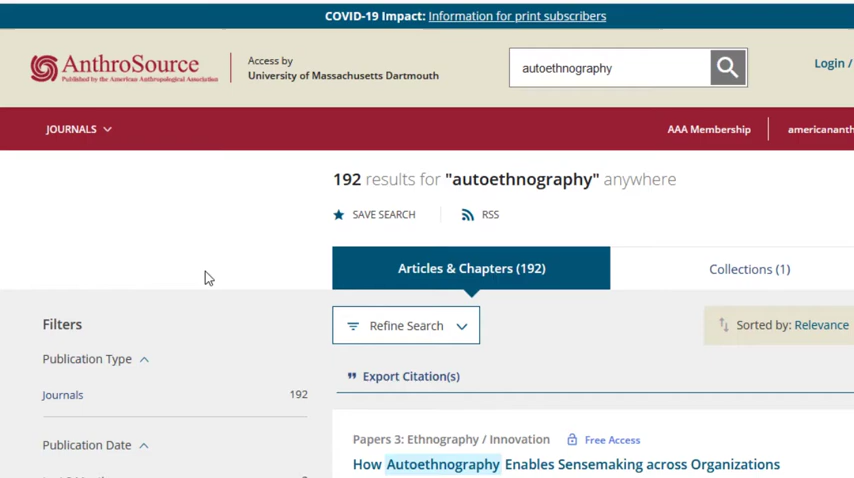 COVID-19 Impact: Information for print subscribers
AnthroSource
Published by the American Anthropological Association
Access by
University of Massachusetts Dartmouth
autoethnography
Login /
JOURNALS
AAA Membership
americananth
192 results for "autoethnography" anywhere
SAVE SEARCH
RSS
Articles & Chapters (192)
Collections (1)
Filters
Refine Search
Sorted by: Relevance
Publication Type
Export Citation(s)
Journals 192
Papers 3: Ethnography / Innovation
Free Access
Publication Date
How Autoethnography Enables Sensemaking across Organizations